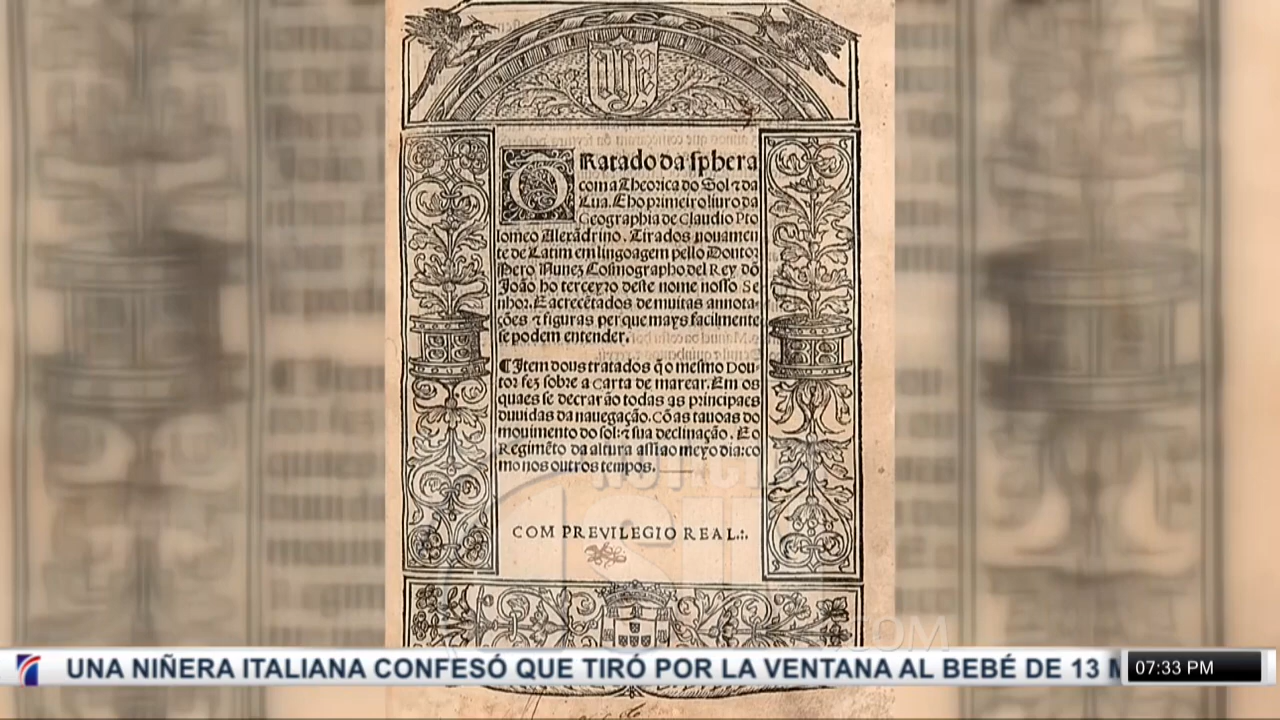 Tratado da sphera
com a Theorica do Sol ⁊ da
Lua. E ho primeiro liuro da
Geographia de Claudio Pto
lomeo Alexãdrino. Tirados nouamen
te de Latim em lingoagem pello Doutor
Pero Nunez Cosmographo del Rey dõ
João ho terceyro deste nome nosso Se
nhor. E acrecẽtados de muitas annota
ções ⁊ figuras per que mays facilmente
se podem entender.
¶ Item dous tratados q̃ o mesmo Dou-
tor fez sobre a Carta de marear. Em os
quaes se decrarão todas as principaes
duuidas da nauegação. Cõ as tauoas do
mouimento do sol: ⁊ sua declinação. E o
Regimẽto da altura assi ao meyo dia: co
mo nos outros tempos.
NOTICIAS
SIN
COM PREVILEGIO REAL.:.
.COM
UNA NIÑERA ITALIANA CONFESÓ QUE TIRÓ POR LA VENTANA AL BEBÉ DE 13
07:33 PM